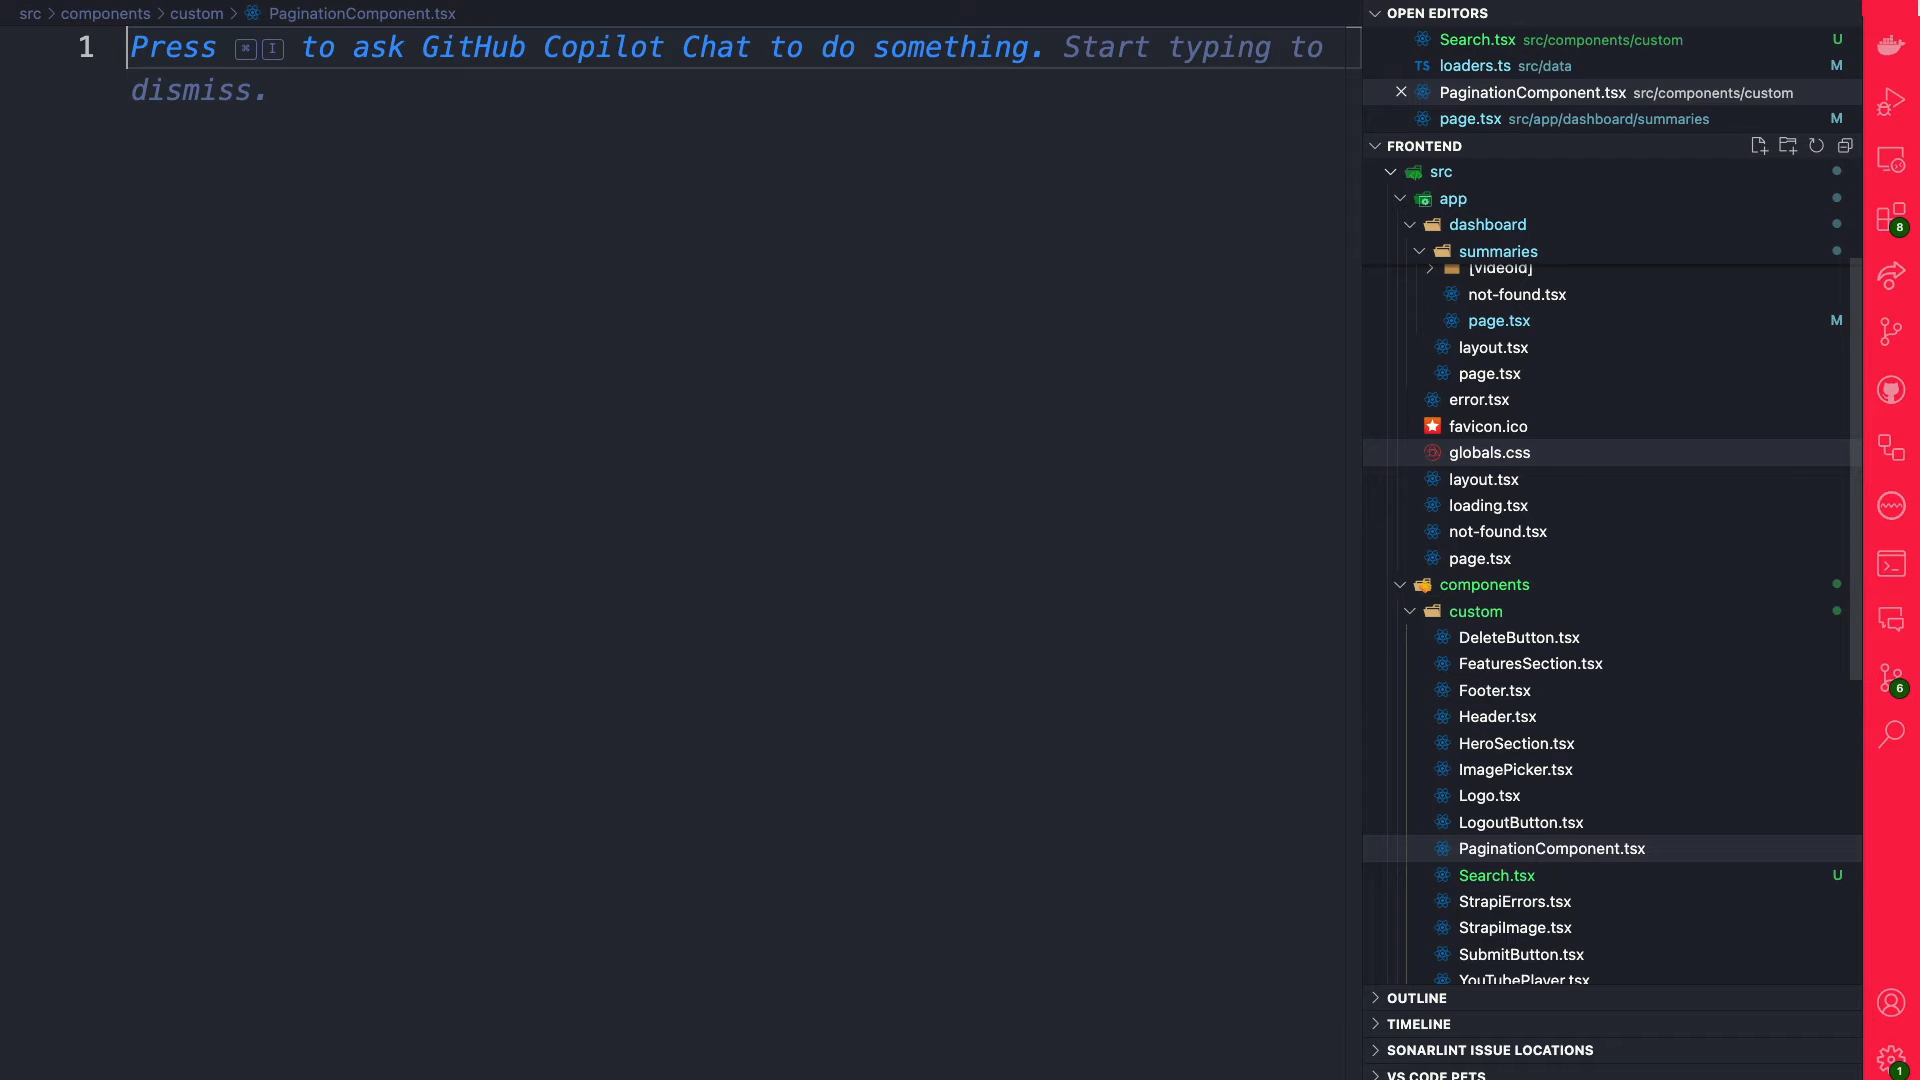 src > components > custom > PaginationComponent.tsx
1
Press ⌘ I to ask GitHub Copilot Chat to do something. Start typing to
dismiss.
OPEN EDITORS
Search.tsx src/components/custom U
TS loaders.ts src/data M
PaginationComponent.tsx src/components/custom
page.tsx src/app/dashboard/summaries M
FRONTEND
src
app
dashboard
summaries
[videoId]
not-found.tsx
page.tsx M
layout.tsx
page.tsx
error.tsx
favicon.ico
globals.css
layout.tsx
loading.tsx
not-found.tsx
page.tsx
components
custom
DeleteButton.tsx
FeaturesSection.tsx
Footer.tsx
Header.tsx
HeroSection.tsx
ImagePicker.tsx
Logo.tsx
LogoutButton.tsx
PaginationComponent.tsx
Search.tsx U
StrapiErrors.tsx
StrapiImage.tsx
SubmitButton.tsx
YouTubePlayer.tsx
OUTLINE
TIMELINE
SONARLINT ISSUE LOCATIONS
VS CODE PETS
8
6
1